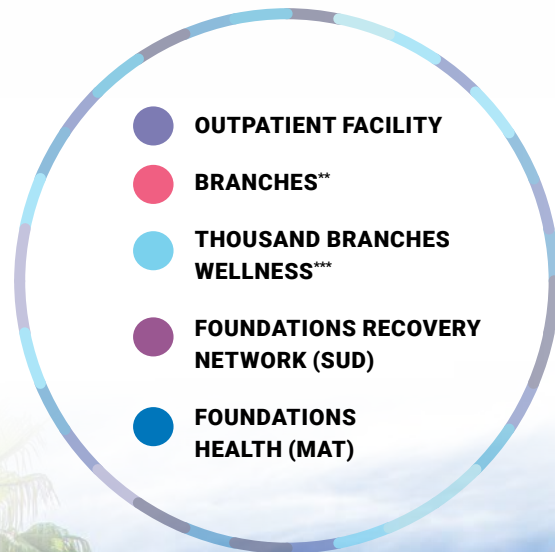 OUTPATIENT FACILITY
BRANCHES**
THOUSAND BRANCHES
WELLNESS***
FOUNDATIONS RECOVERY
NETWORK (SUD)
FOUNDATIONS
HEALTH (MAT)